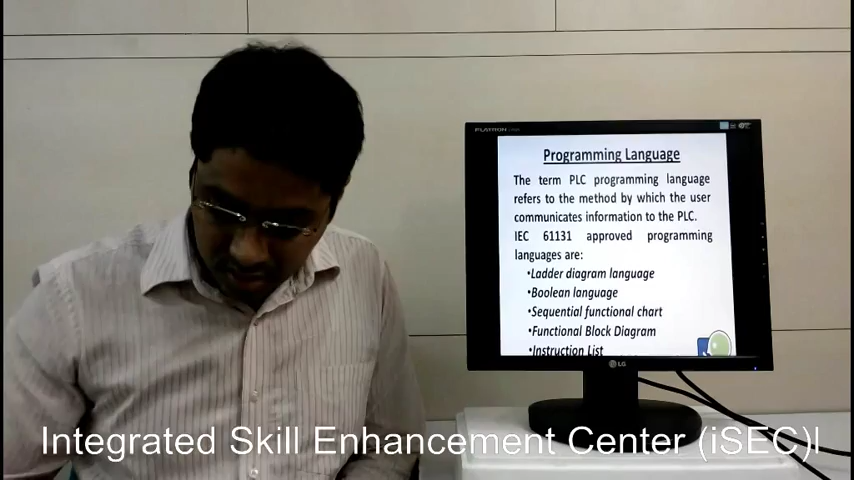 FLATRON
Programming Language
The term PLC programming language
refers to the method by which the user
communicates information to the PLC.
IEC 61131 approved programming
languages are:
•Ladder diagram language
•Boolean language
•Sequential functional chart
•Functional Block Diagram
•Instruction List
LG
Integrated Skill Enhancement Center (iSEC)l